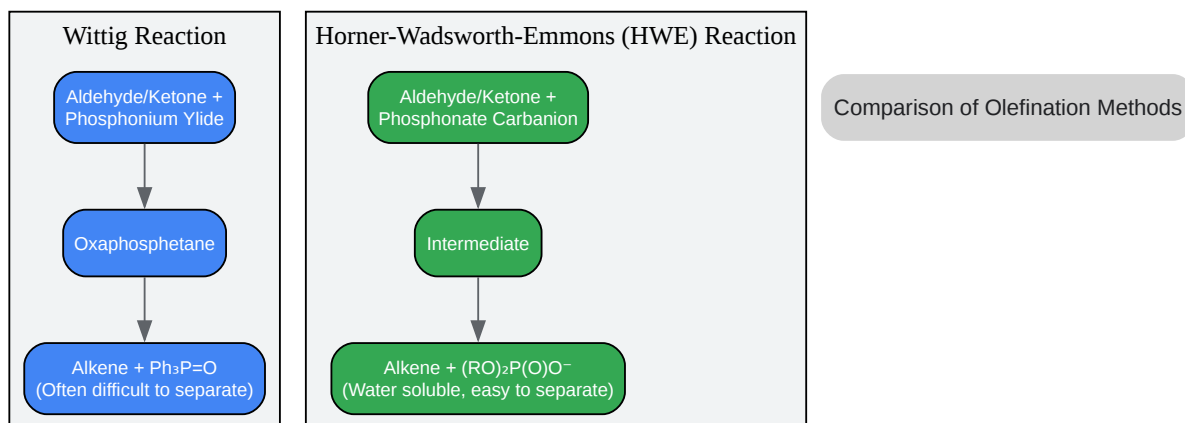 Wittig Reaction
Aldehyde/Ketone +
Phosphonium Ylide
Oxaphosphetane
Alkene + Ph₃P=O
(Often difficult to separate)
Horner-Wadsworth-Emmons (HWE) Reaction
Aldehyde/Ketone +
Phosphonate Carbanion
Intermediate
Alkene + (RO)₂P(O)O⁻
(Water soluble, easy to separate)
Comparison of Olefination Methods